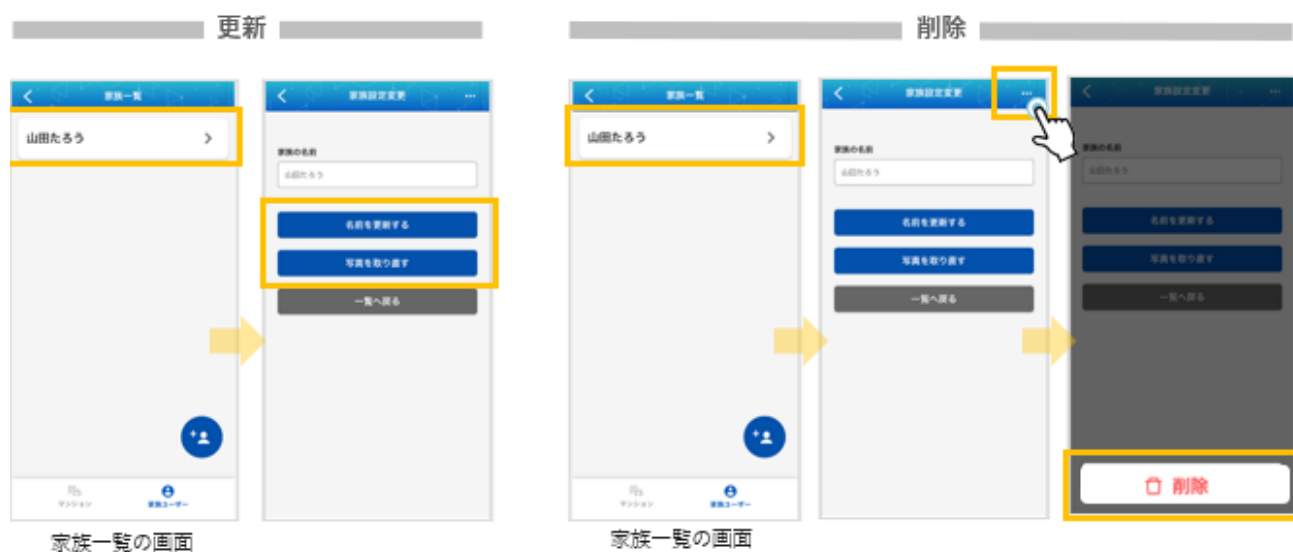 更新
削除
家族一覧
山田たろう
マンション
家族ユーザー
家族一覧の画面
家族設定変更
家族の名前
山田たろう
名前を更新する
写真を取り直す
一覧へ戻る
家族一覧
山田たろう
マンション
家族ユーザー
家族一覧の画面
家族設定変更
家族の名前
山田たろう
名前を更新する
写真を取り直す
一覧へ戻る
家族設定変更
家族の名前
山田たろう
名前を更新する
写真を取り直す
一覧へ戻る
削除